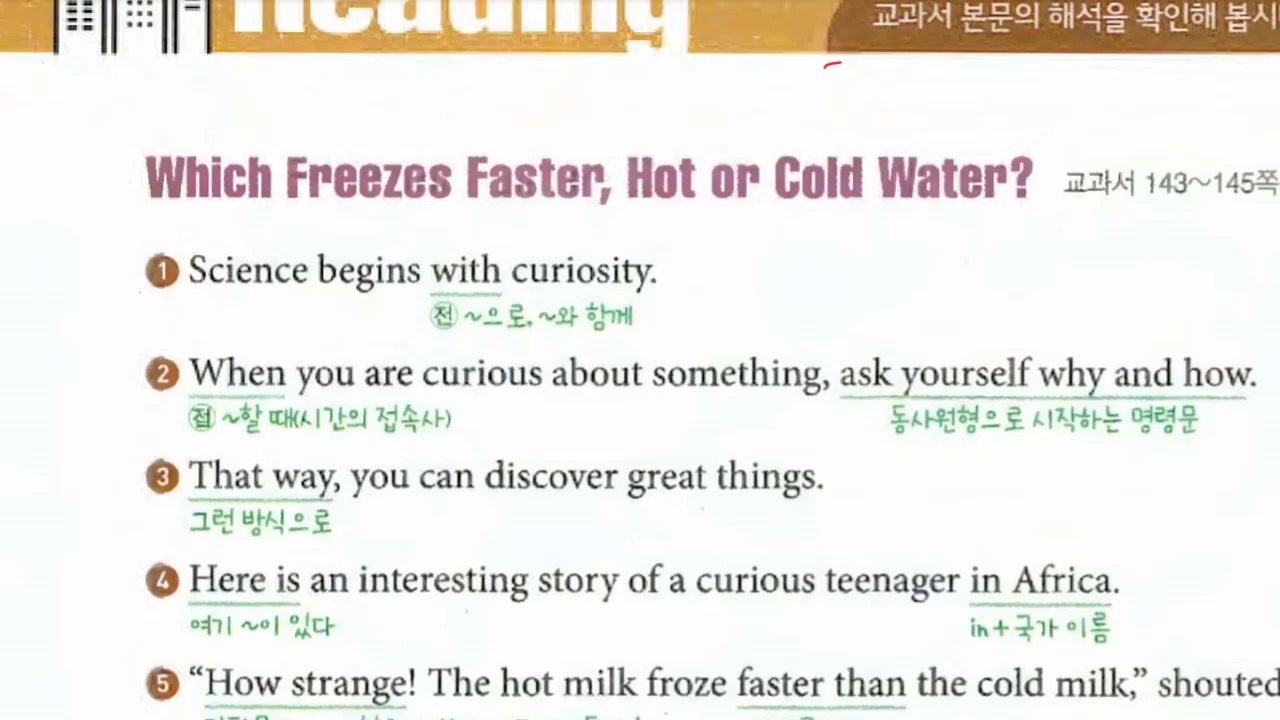 Reading
교과서 본문의 해석을 확인해 봅시
Which Freezes Faster, Hot or Cold Water? 교과서 143~145쪽
1 Science begins with curiosity.
전 ~으로, ~와 함께
2 When you are curious about something, ask yourself why and how.
접 ~할 때(시간의 접속사) 동사원형으로 시작하는 명령문
3 That way, you can discover great things.
그런 방식으로
4 Here is an interesting story of a curious teenager in Africa.
여기 ~이 있다 in+국가 이름
5 “How strange! The hot milk froze faster than the cold milk,” shouted